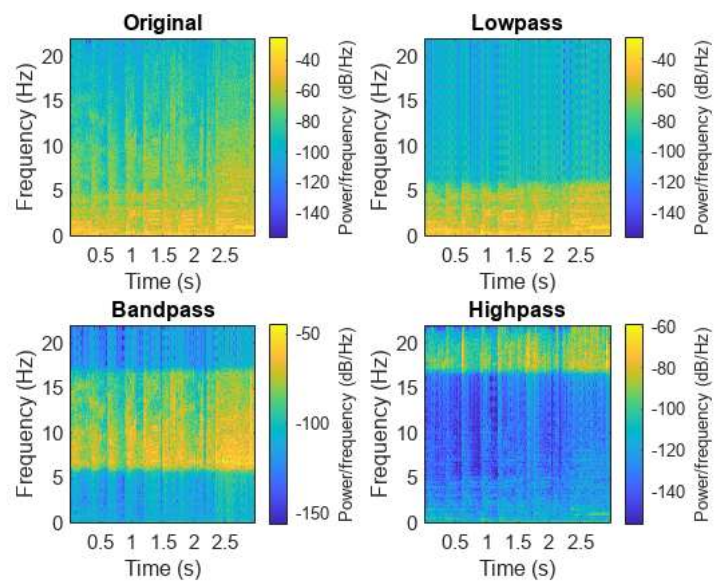 Original
Frequency (Hz)
20
15
10
5
0
0.5 1 1.5 2 2.5
Time (s)
-40
-60
-80
-100
-120
-140
Power/frequency (dB/Hz)
Lowpass
Frequency (Hz)
20
15
10
5
0
0.5 1 1.5 2 2.5
Time (s)
-40
-60
-80
-100
-120
-140
Power/frequency (dB/Hz)
Bandpass
Frequency (Hz)
20
15
10
5
0
0.5 1 1.5 2 2.5
Time (s)
-50
-100
-150
Power/frequency (dB/Hz)
Highpass
Frequency (Hz)
20
15
10
5
0
0.5 1 1.5 2 2.5
Time (s)
-60
-80
-100
-120
-140
Power/frequency (dB/Hz)